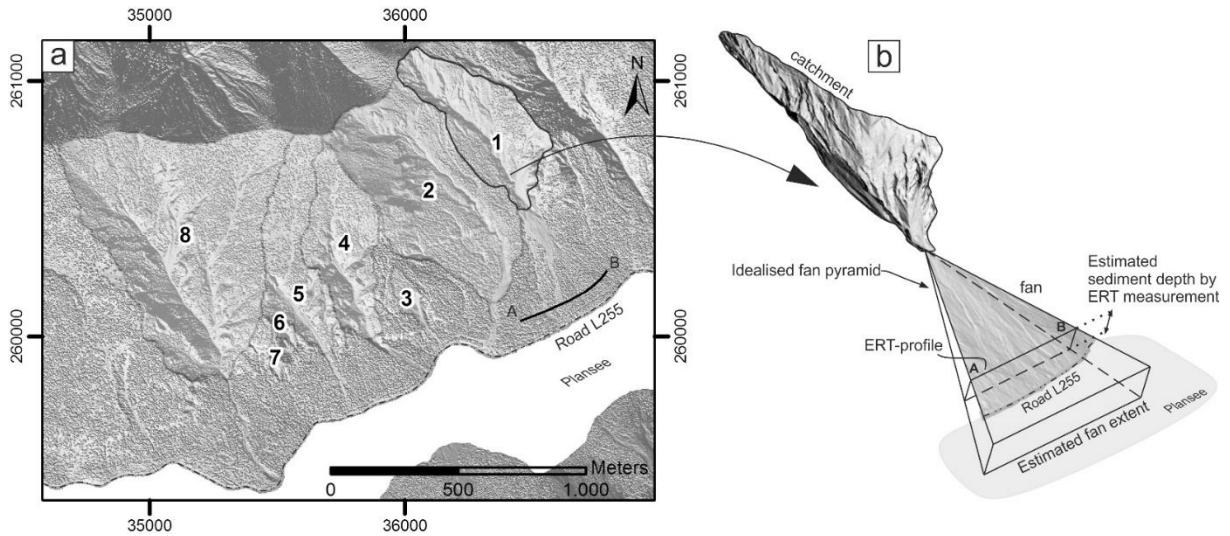 35000
36000
a
261000
261000
N
1
2
8
4
B
5
3
A
6
260000
260000
7
Road L255
Plansee
Meters
0
500
1.000
35000
36000
b
catchment
Idealised fan pyramid
fan
Estimated
sediment depth by
ERT measurement
B
ERT-profile
A
Road L255
Plansee
Estimated fan extent